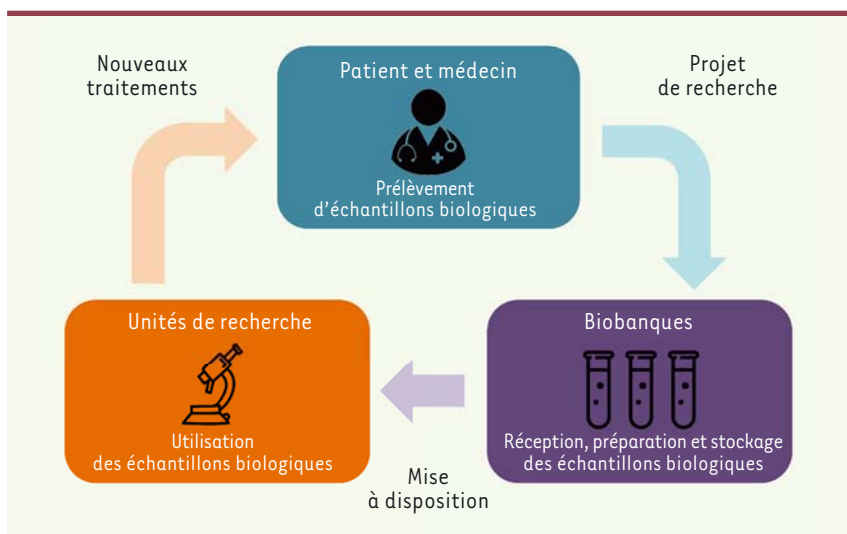 Nouveaux
traitements
Patient et médecin
Prélèvement
d'échantillons biologiques
Projet
de recherche
Unités de recherche
Utilisation
des échantillons biologiques
Biobanques
Réception, préparation et stockage
des échantillons biologiques
Mise
à disposition